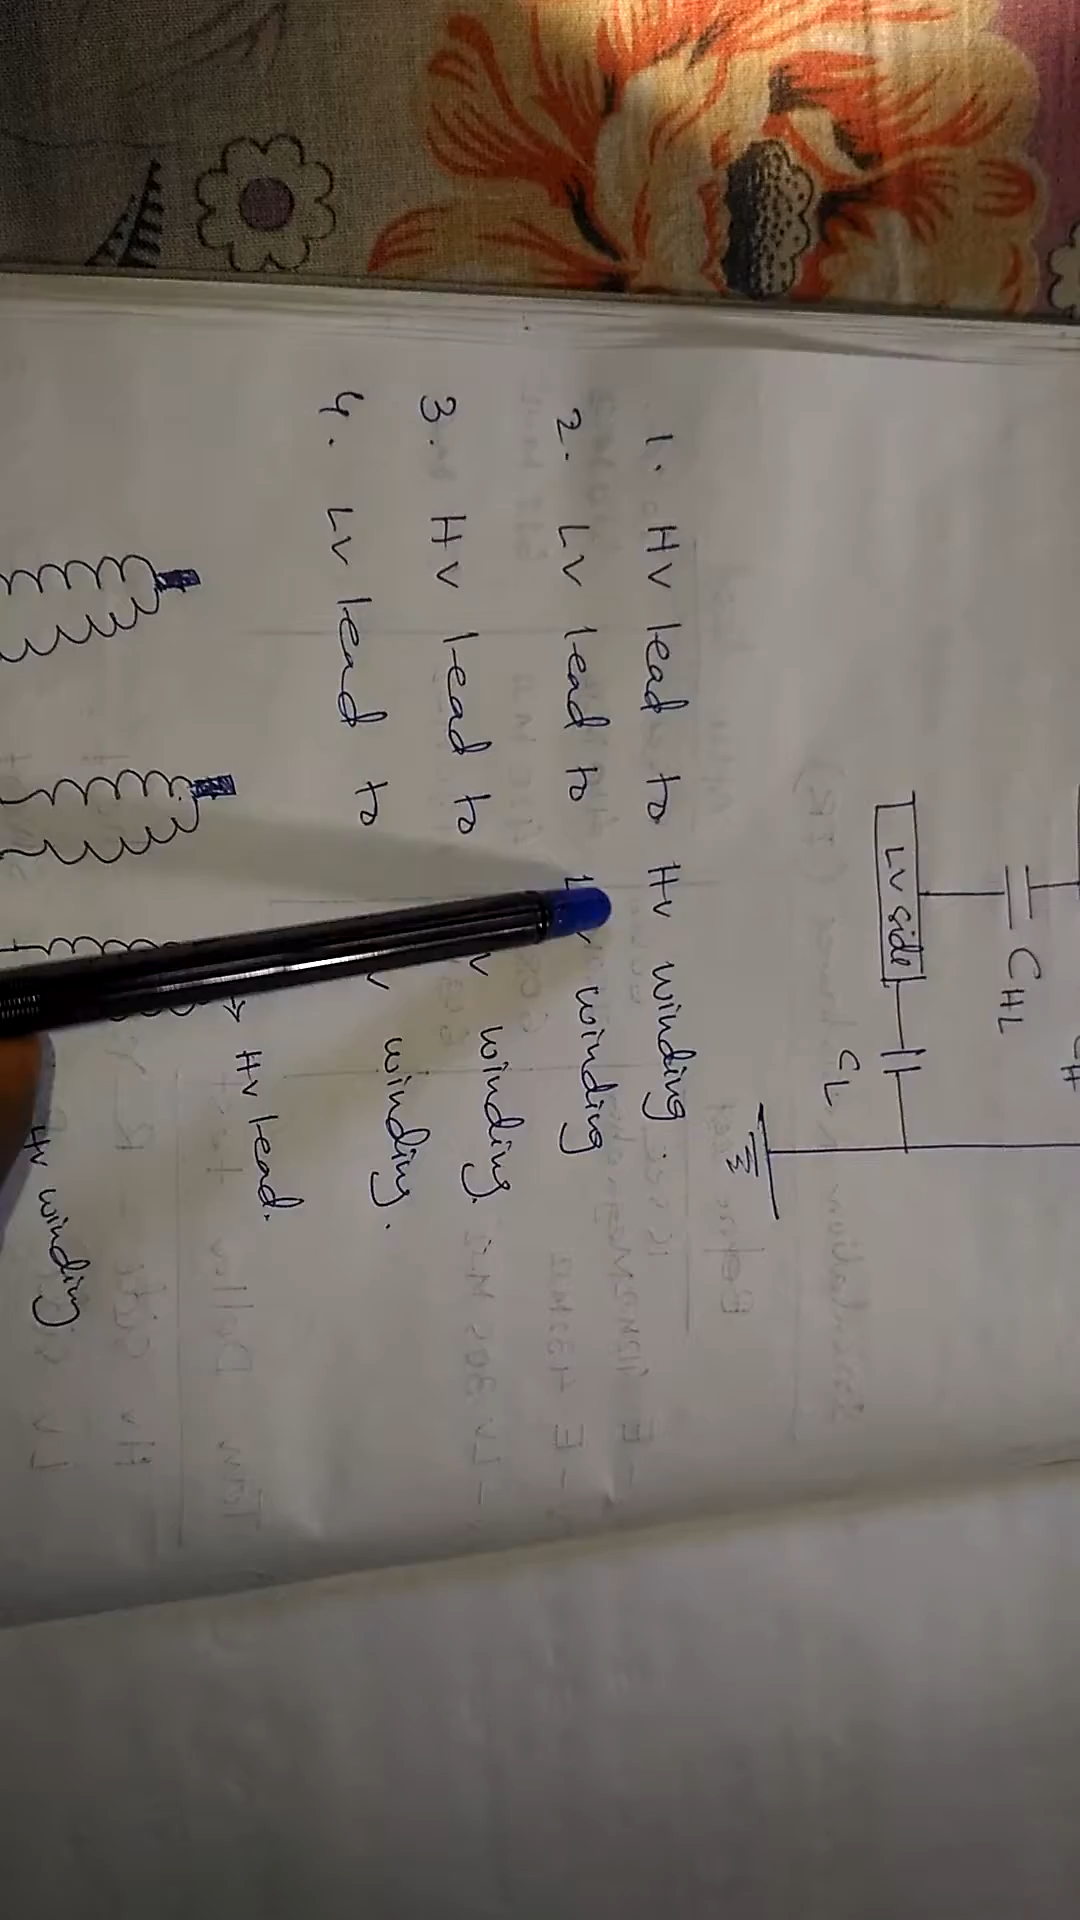 CHL
LV side
CL
1. HV lead to HV winding
2. LV lead to winding
3. HV lead to winding.
4. LV lead to winding.
→ HV lead.
HV winding